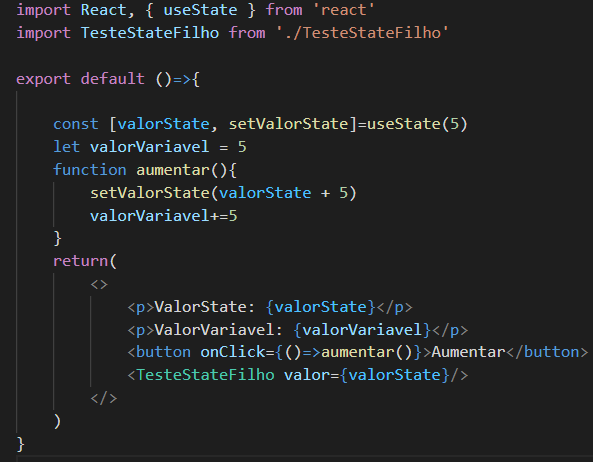 import React, { useState } from 'react'
import TesteStateFilho from './TesteStateFilho'
export default ()=>{
const [valorState, setValorState]=useState(5)
let valorVariavel = 5
function aumentar(){
setValorState(valorState + 5)
valorVariavel+=5
}
return(
<>
<p>ValorState: {valorState}</p>
<p>ValorVariavel: {valorVariavel}</p>
<button onClick={()=>aumentar()}>Aumentar</button>
<TesteStateFilho valor={valorState}/>
</>
)
}